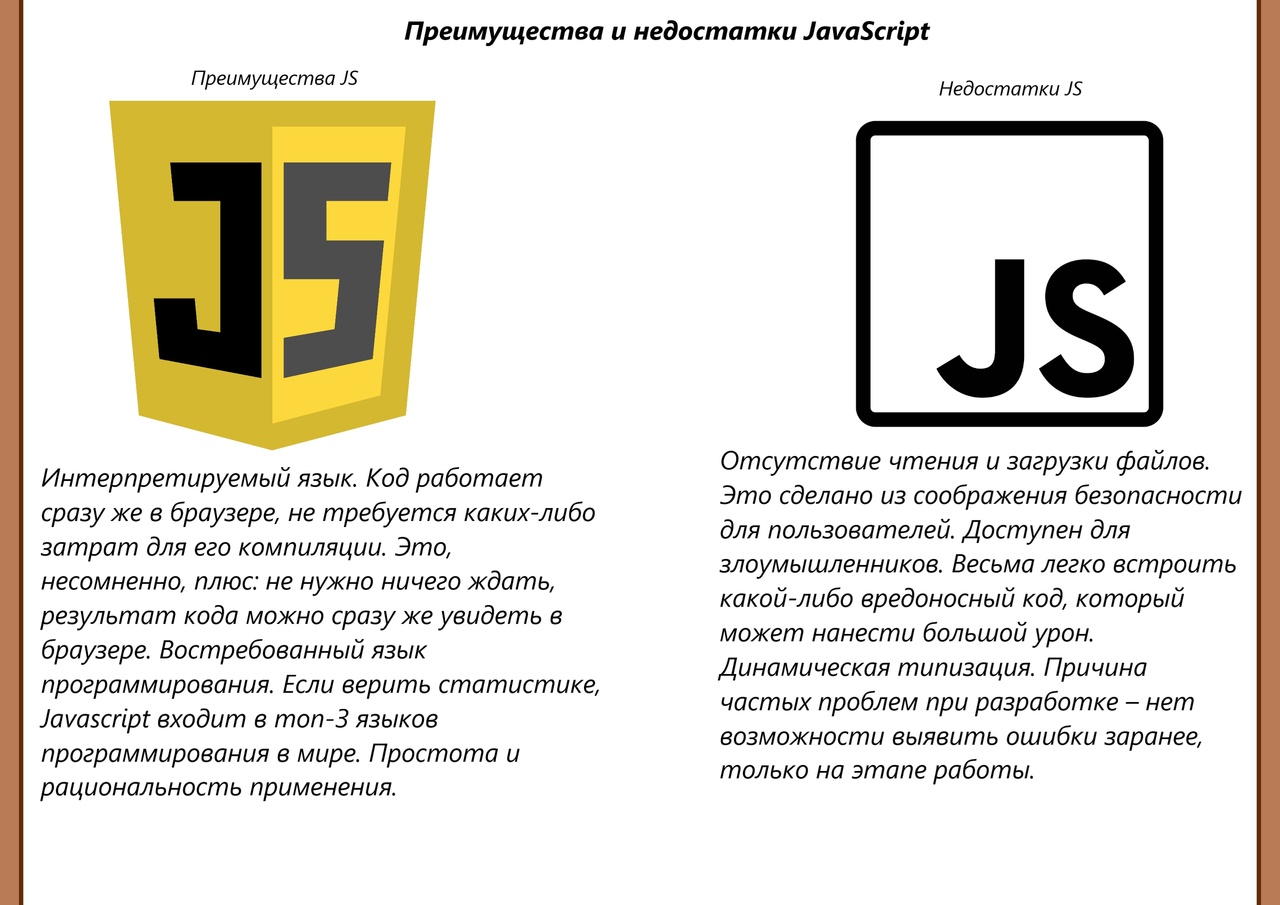 Преимущества и недостатки JavaScript
Преимущества JS
JS
Интерпретируемый язык. Код работает
сразу же в браузере, не требуется каких-либо
затрат для его компиляции. Это,
несомненно, плюс: не нужно ничего ждать,
результат кода можно сразу же увидеть в
браузере. Востребованный язык
программирования. Если верить статистике,
Javascript входит в топ-3 языков
программирования в мире. Простота и
рациональность применения.
Недостатки JS
JS
Отсутствие чтения и загрузки файлов.
Это сделано из соображения безопасности
для пользователей. Доступен для
злоумышленников. Весьма легко встроить
какой-либо вредоносный код, который
может нанести большой урон.
Динамическая типизация. Причина
частых проблем при разработке – нет
возможности выявить ошибки заранее,
только на этапе работы.